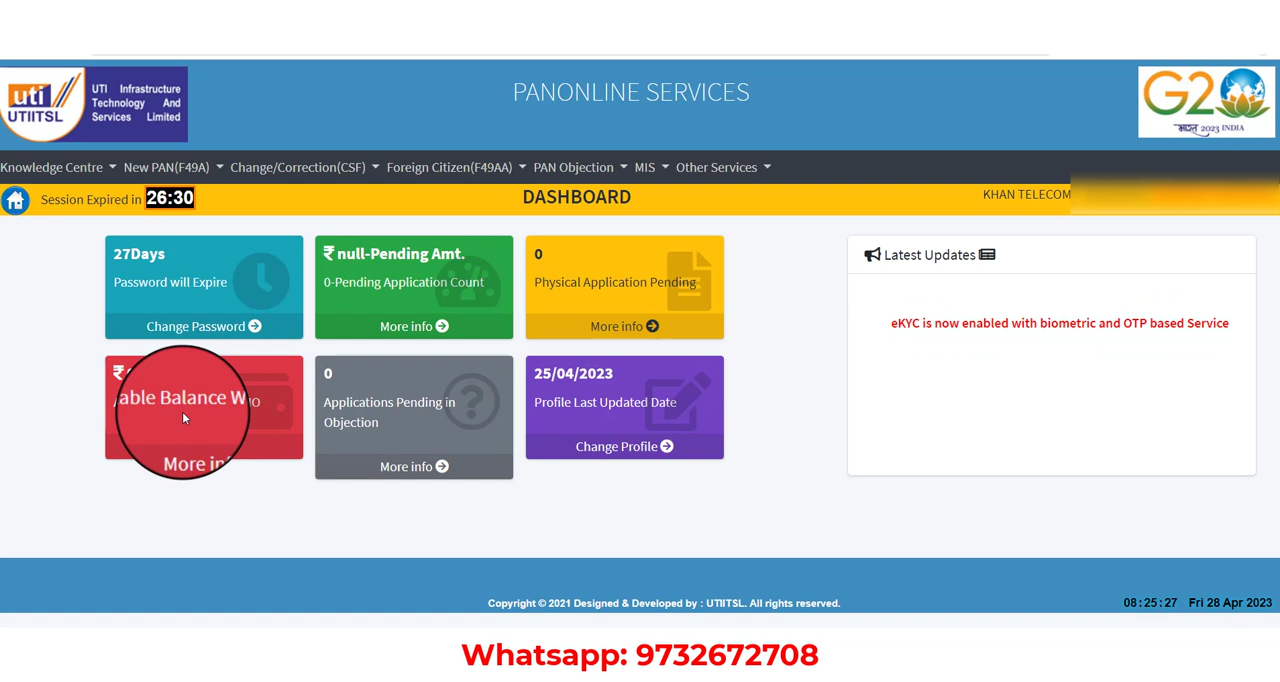 uti
UTIITSL
UTI Infrastructure
Technology And
Services Limited
PANONLINE SERVICES
G20
भारत 2023 INDIA
Knowledge Centre New PAN(F49A) Change/Correction(CSF) Foreign Citizen(F49AA) PAN Objection MIS Other Services
Session Expired in 26:30
DASHBOARD
KHAN TELECOM
27Days
Password will Expire
Change Password
₹ null-Pending Amt.
0-Pending Application Count
More info
0
Physical Application Pending
More info
₹
able Balance W
More in
0
Applications Pending in
Objection
More info
25/04/2023
Profile Last Updated Date
Change Profile
Latest Updates
eKYC is now enabled with biometric and OTP based Service
Copyright © 2021 Designed & Developed by : UTIITSL. All rights reserved.
08 : 25 : 27 Fri 28 Apr 2023
Whatsapp: 9732672708